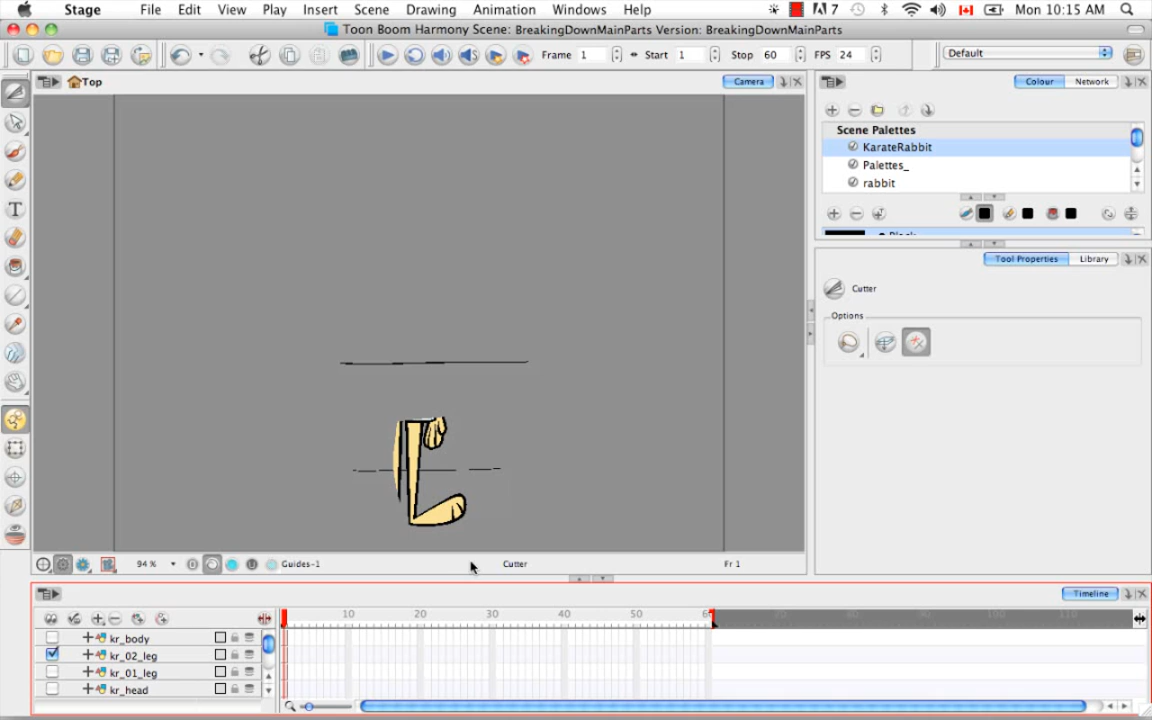 Stage File Edit View Play Insert Scene Drawing Animation Windows Help 7 Mon 10:15 AM
Toon Boom Harmony Scene: BreakingDownMainParts Version: BreakingDownMainParts
Frame 1 Start 1 Stop 60 FPS 24 Default
Top Camera Colour Network
Scene Palettes
KarateRabbit
Palettes_
rabbit
Tool Properties Library
Cutter
Options
94 % Guides-1 Cutter Fr 1
Timeline
10 20 30 40 50 60 100 110
kr_body
kr_02_leg
kr_01_leg
kr_head